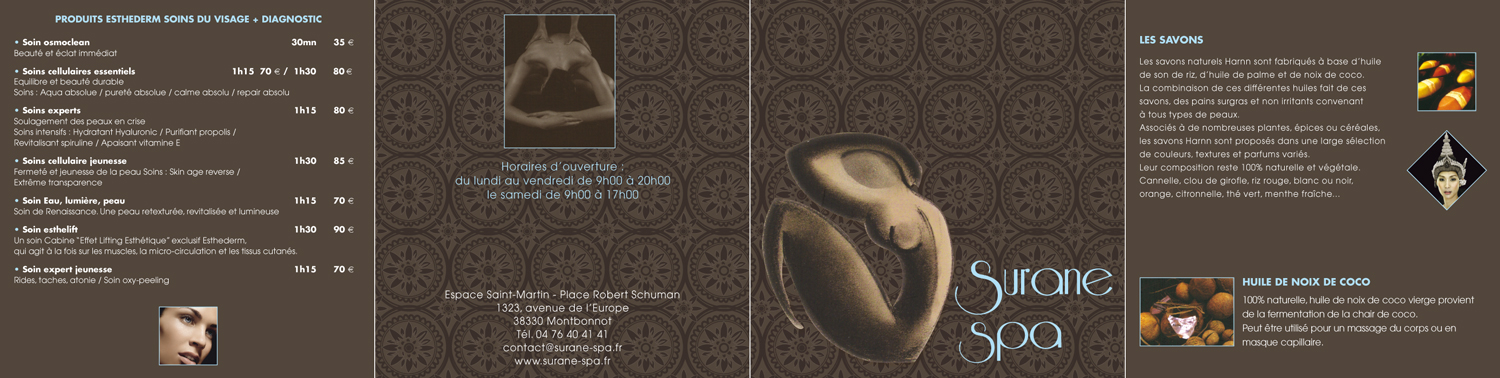 PRODUITS ESTHEDERM SOINS DU VISAGE + DIAGNOSTIC
• Soin osmoclean 30mn 35 €
Beauté et éclat immédiat
• Soins cellulaires essentiels 1h15 70 € / 1h30 80 €
Equilibre et beauté durable
Soins : Aqua absolue / pureté absolue / calme absolu / repair absolu
• Soins experts 1h15 80 €
Soulagement des peaux en crise
Soins intensifs : Hydratant Hyaluronic / Purifiant propolis /
Revitalisant spiruline / Apaisant vitamine E
• Soins cellulaire jeunesse 1h30 85 €
Fermeté et jeunesse de la peau Soins : Skin age reverse /
Extrême transparence
• Soin Eau, lumière, peau 1h15 70 €
Soin de Renaissance. Une peau retexturée, revitalisée et lumineuse
• Soin esthelift 1h30 90 €
Un soin Cabine "Effet Lifting Esthétique" exclusif Esthederm,
qui agit à la fois sur les muscles, la micro-circulation et les tissus cutanés.
• Soin expert jeunesse 1h15 70 €
Rides, taches, atonie / Soin oxy-peeling
Horaires d'ouverture :
du lundi au vendredi de 9h00 à 20h00
le samedi de 9h00 à 17h00
Espace Saint-Martin - Place Robert Schuman
1323, avenue de l'Europe
38330 Montbonnot
Tél. 04 76 40 41 41
contact@surane-spa.fr
www.surane-spa.fr
Surane
Spa
LES SAVONS
Les savons naturels Harnn sont fabriqués à base d'huile
de son de riz, d'huile de palme et de noix de coco.
La combinaison de ces différentes huiles fait de ces
savons, des pains surgras et non irritants convenant
à tous types de peaux.
Associés à de nombreuses plantes, épices ou céréales,
les savons Harnn sont proposés dans une large sélection
de couleurs, textures et parfums variés.
Leur composition reste 100% naturelle et végétale.
Cannelle, clou de girofle, riz rouge, blanc ou noir,
orange, citronnelle, thé vert, menthe fraîche...
HUILE DE NOIX DE COCO
100% naturelle, huile de noix de coco vierge provient
de la fermentation de la chair de coco.
Peut être utilisé pour un massage du corps ou en
masque capillaire.